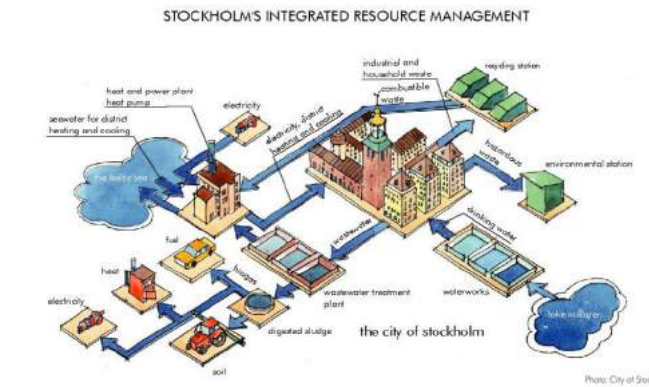 STOCKHOLM'S INTEGRATED RESOURCE MANAGEMENT
industrial and
household waste
combustible
waste
recycling station
heat and power plant
heat pump
electricity
seawater for district
heating and cooling
electricity, district
heating and cooling
hazardous
waste
environmental station
the baltic sea
drinking water
wastewater
fuel
biogas
heat
wastewater treatment
plant
waterworks
electricity
lake mälaren
digested sludge
the city of stockholm
soil
Photo: City of